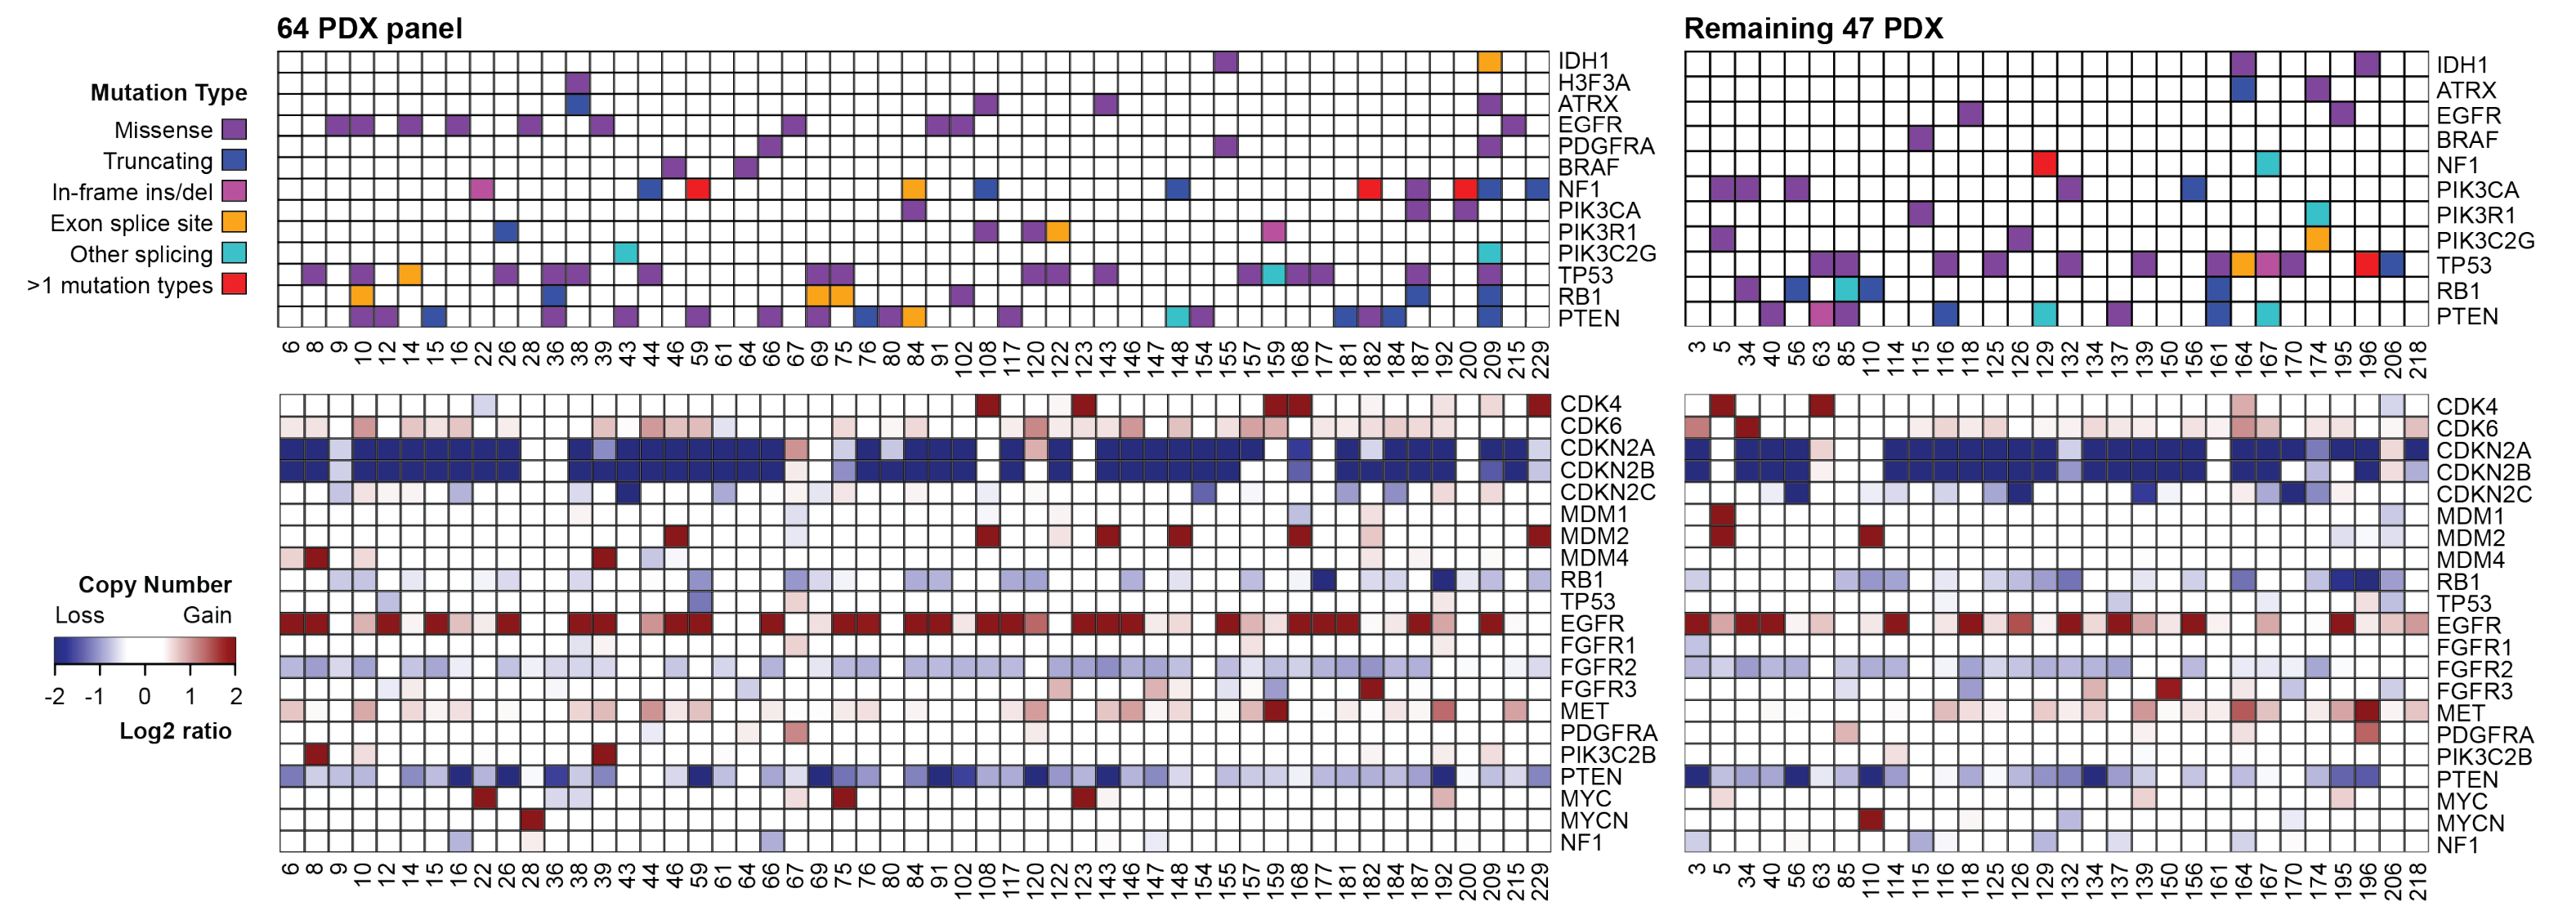 64 PDX panel
Remaining 47 PDX
Mutation Type
Missense
Truncating
In-frame ins/del
Exon splice site
Other splicing
>1 mutation types
IDH1
H3F3A
ATRX
EGFR
PDGFRA
BRAF
NF1
PIK3CA
PIK3R1
PIK3C2G
TP53
RB1
PTEN
6 8 9 10 12 14 15 16 22 26 28 36 38 39 43 44 46 59 61 64 66 67 69 75 76 80 84 91 102 108 117 120 122 123 143 146 147 148 154 155 157 159 168 177 181 182 184 187 192 200 209 215 229
IDH1
ATRX
EGFR
BRAF
NF1
PIK3CA
PIK3R1
PIK3C2G
TP53
RB1
PTEN
3 5 34 40 56 63 85 110 114 115 116 118 125 126 129 132 134 137 139 150 156 161 164 167 170 174 195 196 206 218
Copy Number
Loss Gain
-2 -1 0 1 2
Log2 ratio
CDK4
CDK6
CDKN2A
CDKN2B
CDKN2C
MDM1
MDM2
MDM4
RB1
TP53
EGFR
FGFR1
FGFR2
FGFR3
MET
PDGFRA
PIK3C2B
PTEN
MYC
MYCN
NF1
6 8 9 10 12 14 15 16 22 26 28 36 38 39 43 44 46 59 61 64 66 67 69 75 76 80 84 91 102 108 117 120 122 123 143 146 147 148 154 155 157 159 168 177 181 182 184 187 192 200 209 215 229
CDK4
CDK6
CDKN2A
CDKN2B
CDKN2C
MDM1
MDM2
MDM4
RB1
TP53
EGFR
FGFR1
FGFR2
FGFR3
MET
PDGFRA
PIK3C2B
PTEN
MYC
MYCN
NF1
3 5 34 40 56 63 85 110 114 115 116 118 125 126 129 132 134 137 139 150 156 161 164 167 170 174 195 196 206 218